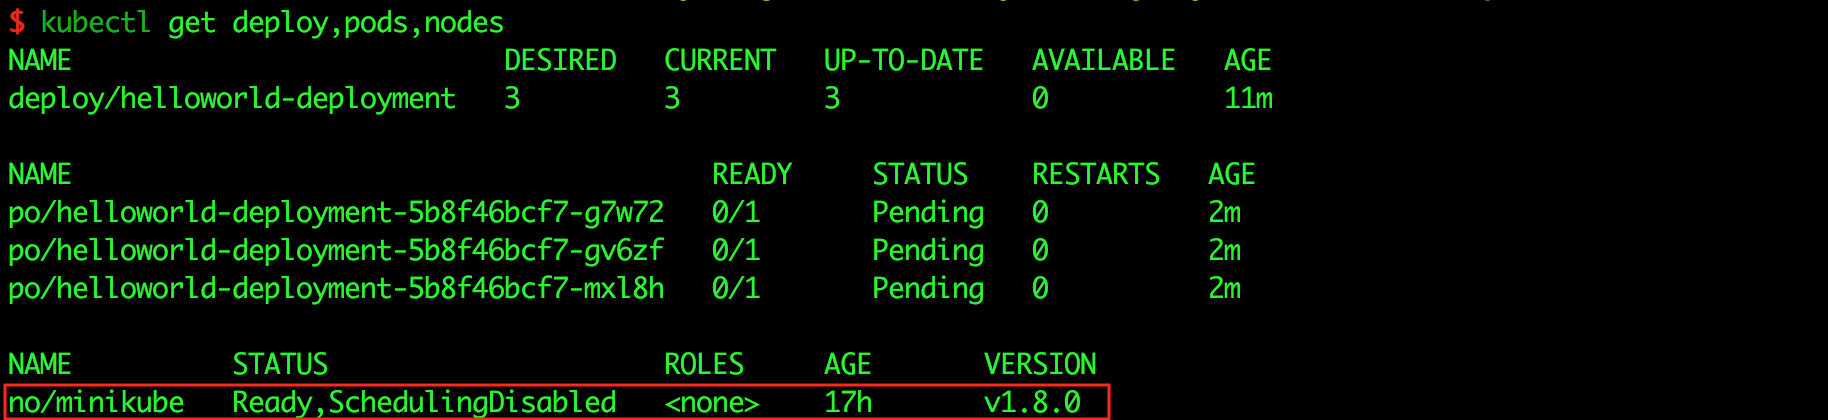 $ kubectl get deploy,pods,nodes
NAME DESIRED CURRENT UP-TO-DATE AVAILABLE AGE
deploy/helloworld-deployment 3 3 3 0 11m
NAME READY STATUS RESTARTS AGE
po/helloworld-deployment-5b8f46bcf7-g7w72 0/1 Pending 0 2m
po/helloworld-deployment-5b8f46bcf7-gv6zf 0/1 Pending 0 2m
po/helloworld-deployment-5b8f46bcf7-mxl8h 0/1 Pending 0 2m
NAME STATUS ROLES AGE VERSION
no/minikube Ready,SchedulingDisabled <none> 17h v1.8.0